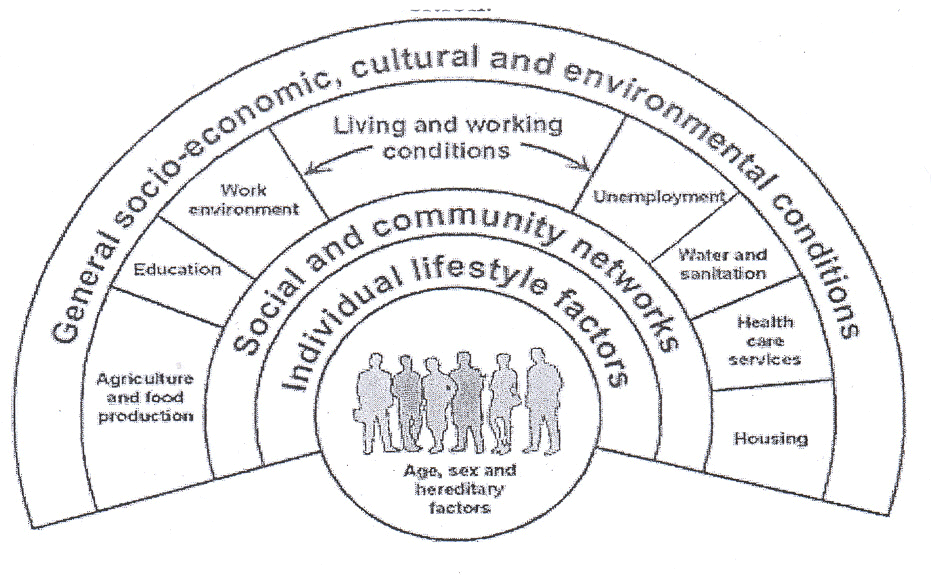 General socio-economic, cultural and environmental conditions
Living and working
conditions
Work
environment
Unemployment
Education
Water and
sanitation
Agriculture
and food
production
Health
care
services
Housing
Social and community networks
Individual lifestyle factors
Age, sex and
hereditary
factors